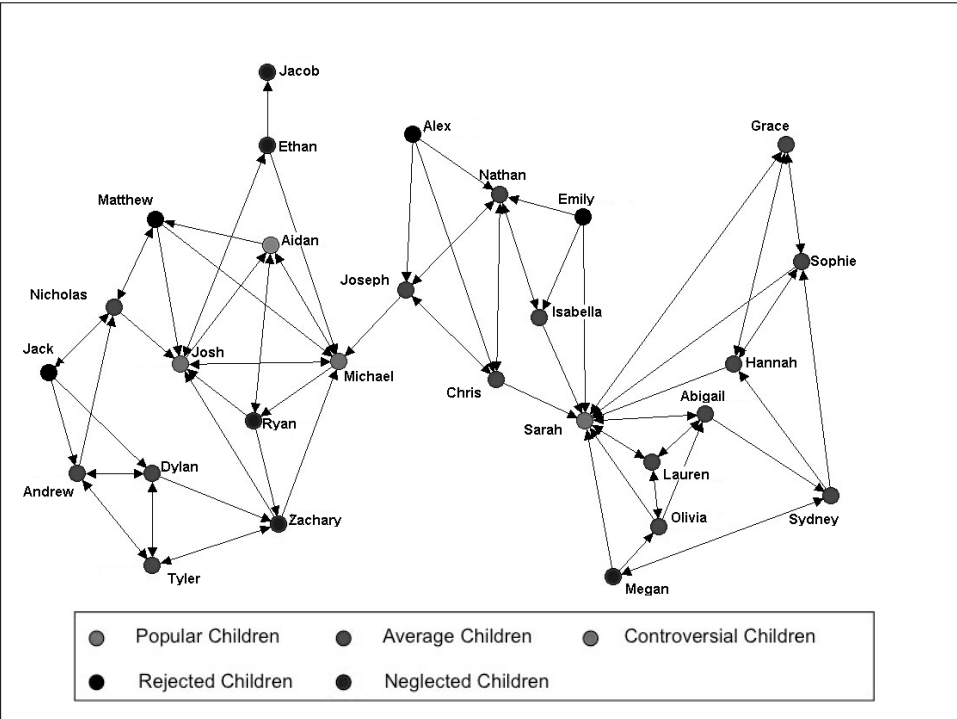 Jacob
Alex
Grace
Ethan
Nathan
Matthew
Emily
Aidan
Sophie
Joseph
Nicholas
Isabella
Jack
Josh
Hannah
Michael
Chris
Abigail
Ryan
Sarah
Dylan
Lauren
Andrew
Olivia
Zachary
Sydney
Tyler
Megan
Popular Children Average Children Controversial Children
Rejected Children Neglected Children